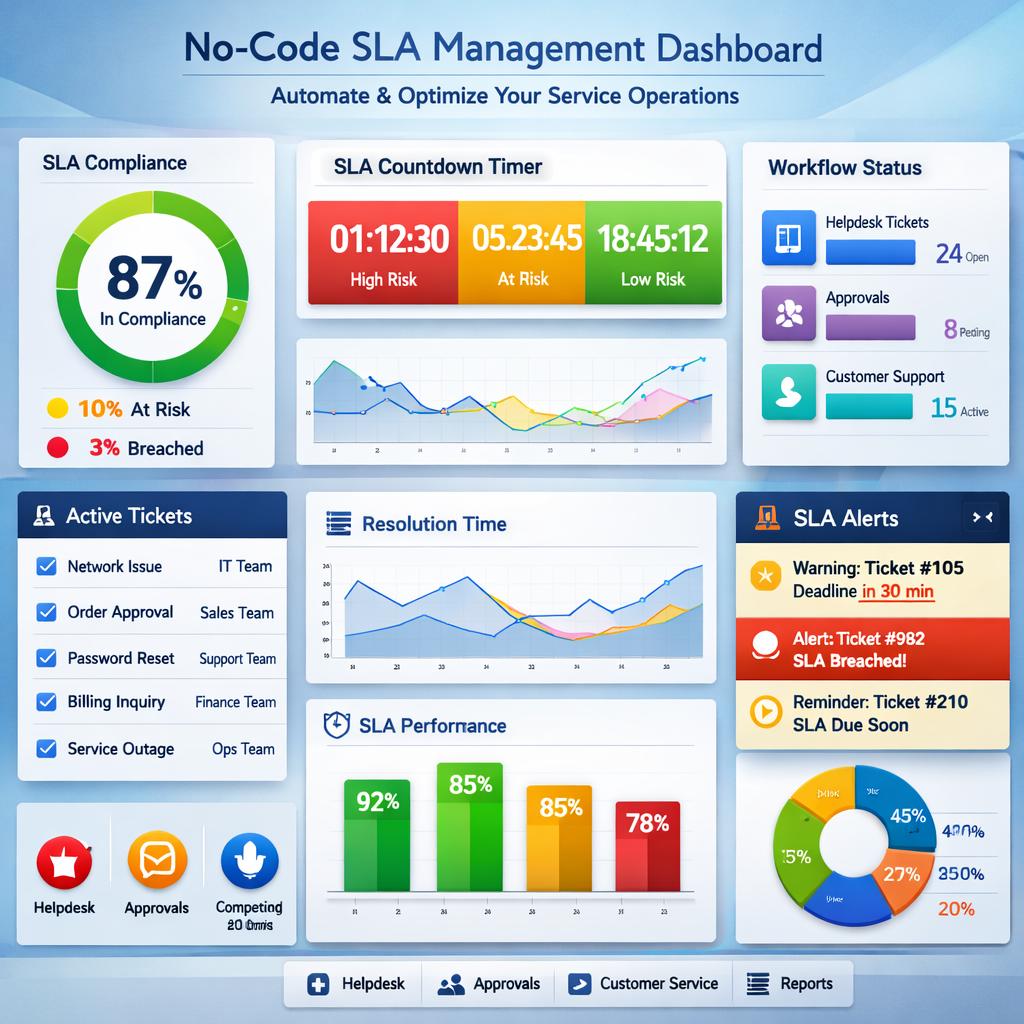 No-Code SLA Management Dashboard
Automate & Optimize Your Service Operations
SLA Compliance
87%
In Compliance
10% At Risk
3% Breached
SLA Countdown Timer
01:12:30
High Risk
05.23:45
At Risk
18:45:12
Low Risk
Workflow Status
Helpdesk Tickets
24 Open
Approvals
8
Customer Support
15 Active
Active Tickets
Network Issue IT Team
Order Approval Sales Team
Password Reset Support Team
Billing Inquiry Finance Team
Service Outage Ops Team
Resolution Time
SLA Alerts
Warning: Ticket #105
Deadline in 30 min
Alert: Ticket #982
SLA Breached!
Reminder: Ticket #210
SLA Due Soon
SLA Performance
92%
85%
85%
78%
45%
27%
15%
350%
20%
Helpdesk
Approvals
Competing
20
Helpdesk
Approvals
Customer Service
Reports